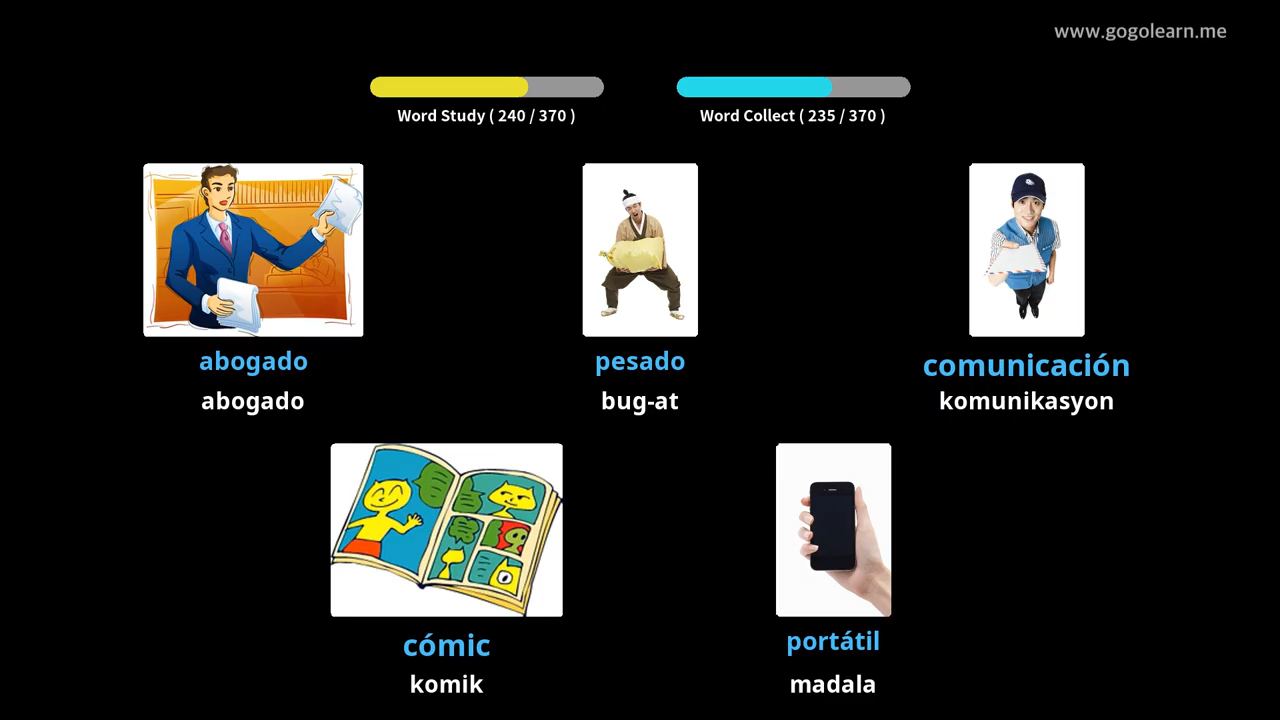 www.gogolearn.me
Word Study ( 240 / 370 )
Word Collect ( 235 / 370 )
abogado
abogado
pesado
bug-at
comunicación
komunikasyon
cómic
komik
portátil
madala